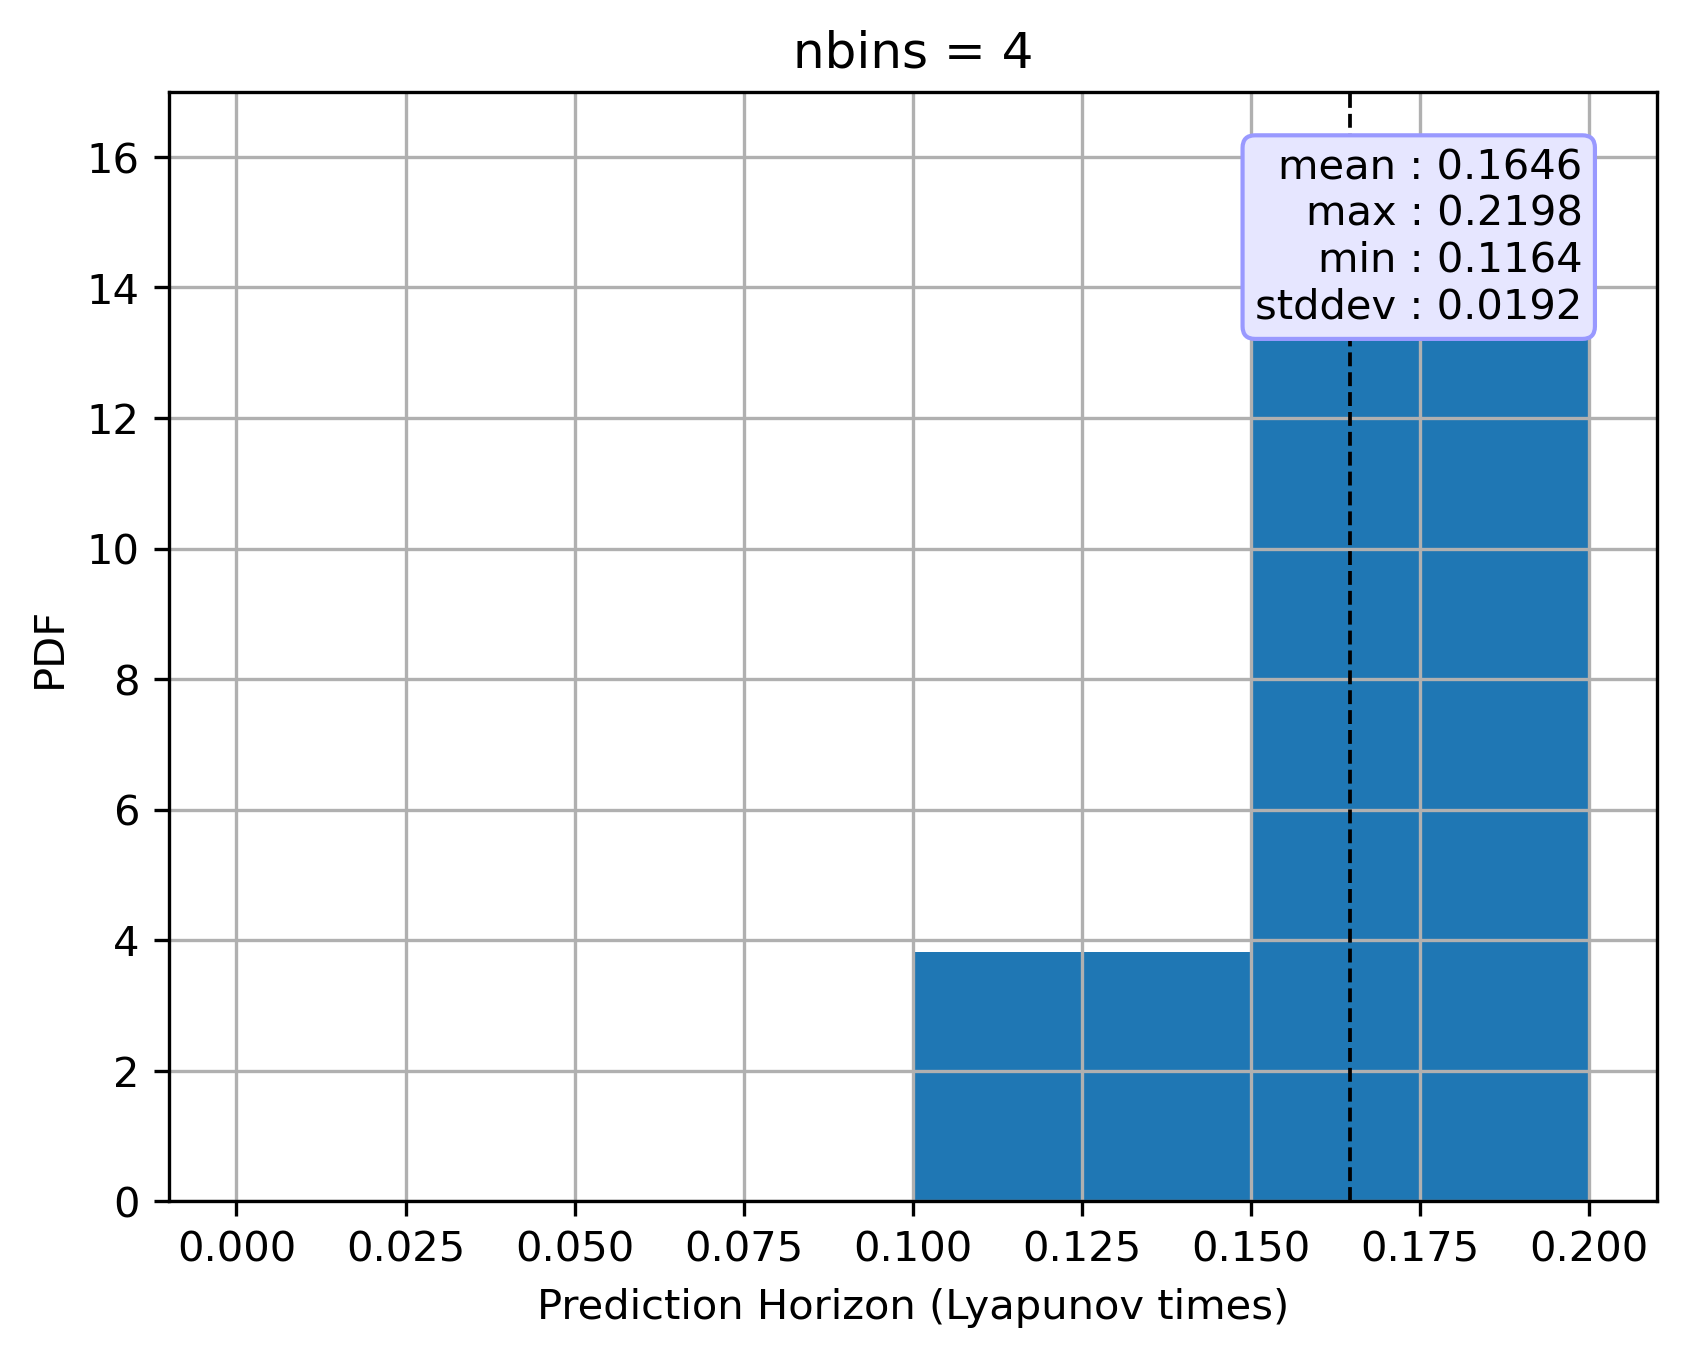 nbins = 4
mean : 0.1646
max : 0.2198
min : 0.1164
stddev : 0.0192
16
14
12
10
8
6
4
2
0
PDF
0.000 0.025 0.050 0.075 0.100 0.125 0.150 0.175 0.200
Prediction Horizon (Lyapunov times)